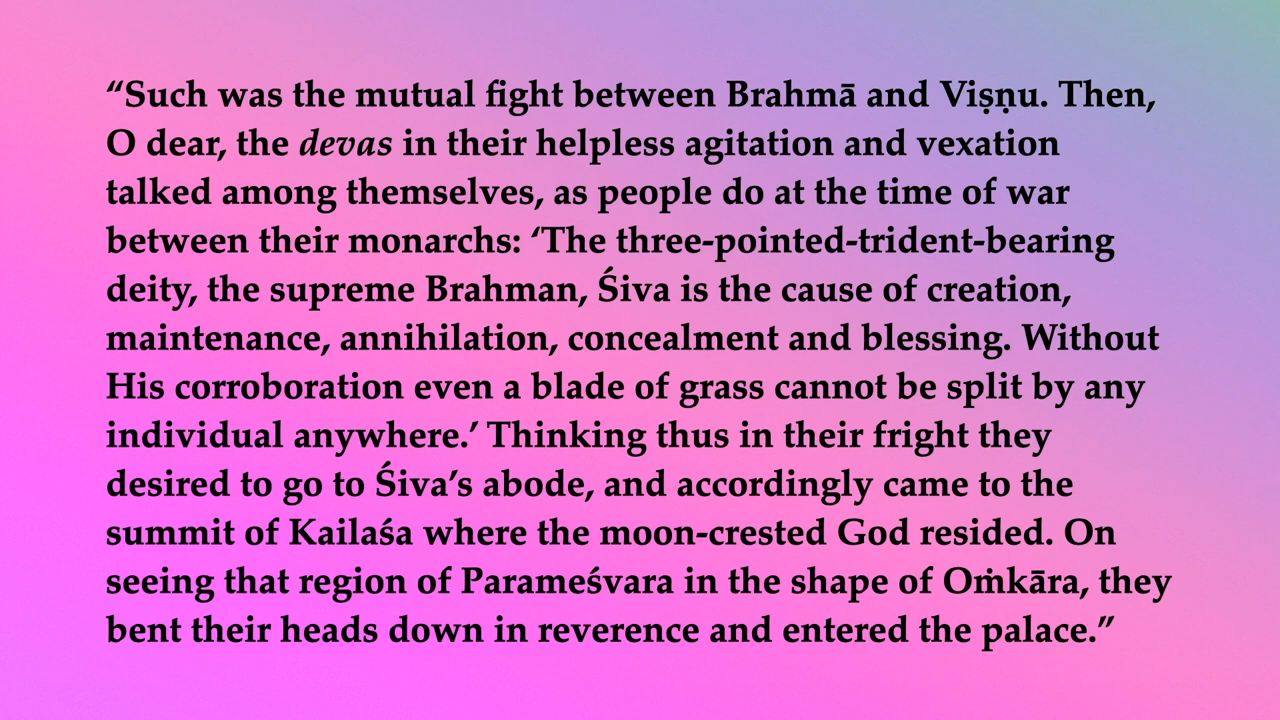 “Such was the mutual fight between Brahmā and Viṣṇu. Then,
O dear, the devas in their helpless agitation and vexation
talked among themselves, as people do at the time of war
between their monarchs: ‘The three-pointed-trident-bearing
deity, the supreme Brahman, Śiva is the cause of creation,
maintenance, annihilation, concealment and blessing. Without
His corroboration even a blade of grass cannot be split by any
individual anywhere.’ Thinking thus in their fright they
desired to go to Śiva’s abode, and accordingly came to the
summit of Kailaśa where the moon-crested God resided. On
seeing that region of Parameśvara in the shape of Oṁkāra, they
bent their heads down in reverence and entered the palace.”